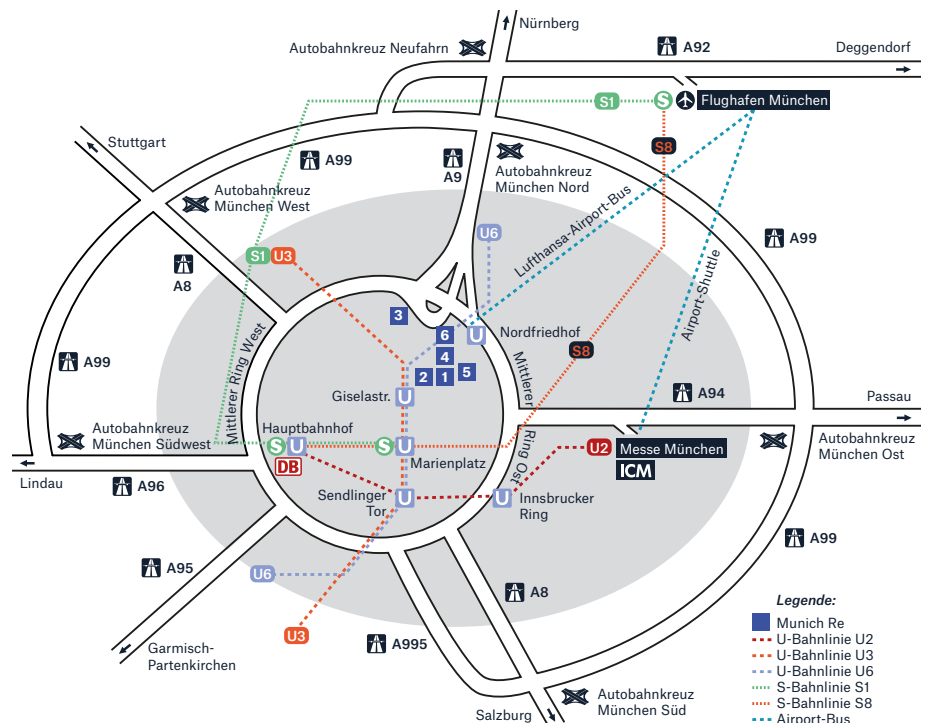 Nürnberg
Autobahnkreuz Neufahrn
A92
Deggendorf
S1
S
Flughafen München
Stuttgart
A99
A9
Autobahnkreuz
München Nord
S8
Autobahnkreuz
München West
U6
Lufthansa-Airport-Bus
A99
S1
U3
A8
Airport-Shuttle
3
6
U
Nordfriedhof
4
S8
A99
2
1
5
Mittlerer Ring West
Mittlerer
Ring Ost
Giselastr.
U
A94
Passau
Autobahnkreuz
München Südwest
Hauptbahnhof
S
U
S
U
Marienplatz
U2
Messe München
ICM
Autobahnkreuz
München Ost
DB
Lindau
A96
Sendlinger
Tor
U
U
Innsbrucker
Ring
A99
A95
U6
A8
U3
A995
Garmisch-
Partenkirchen
Salzburg
Autobahnkreuz
München Süd
Legende:
Munich Re
U-Bahnlinie U2
U-Bahnlinie U3
U-Bahnlinie U6
S-Bahnlinie S1
S-Bahnlinie S8
Airport-Bus